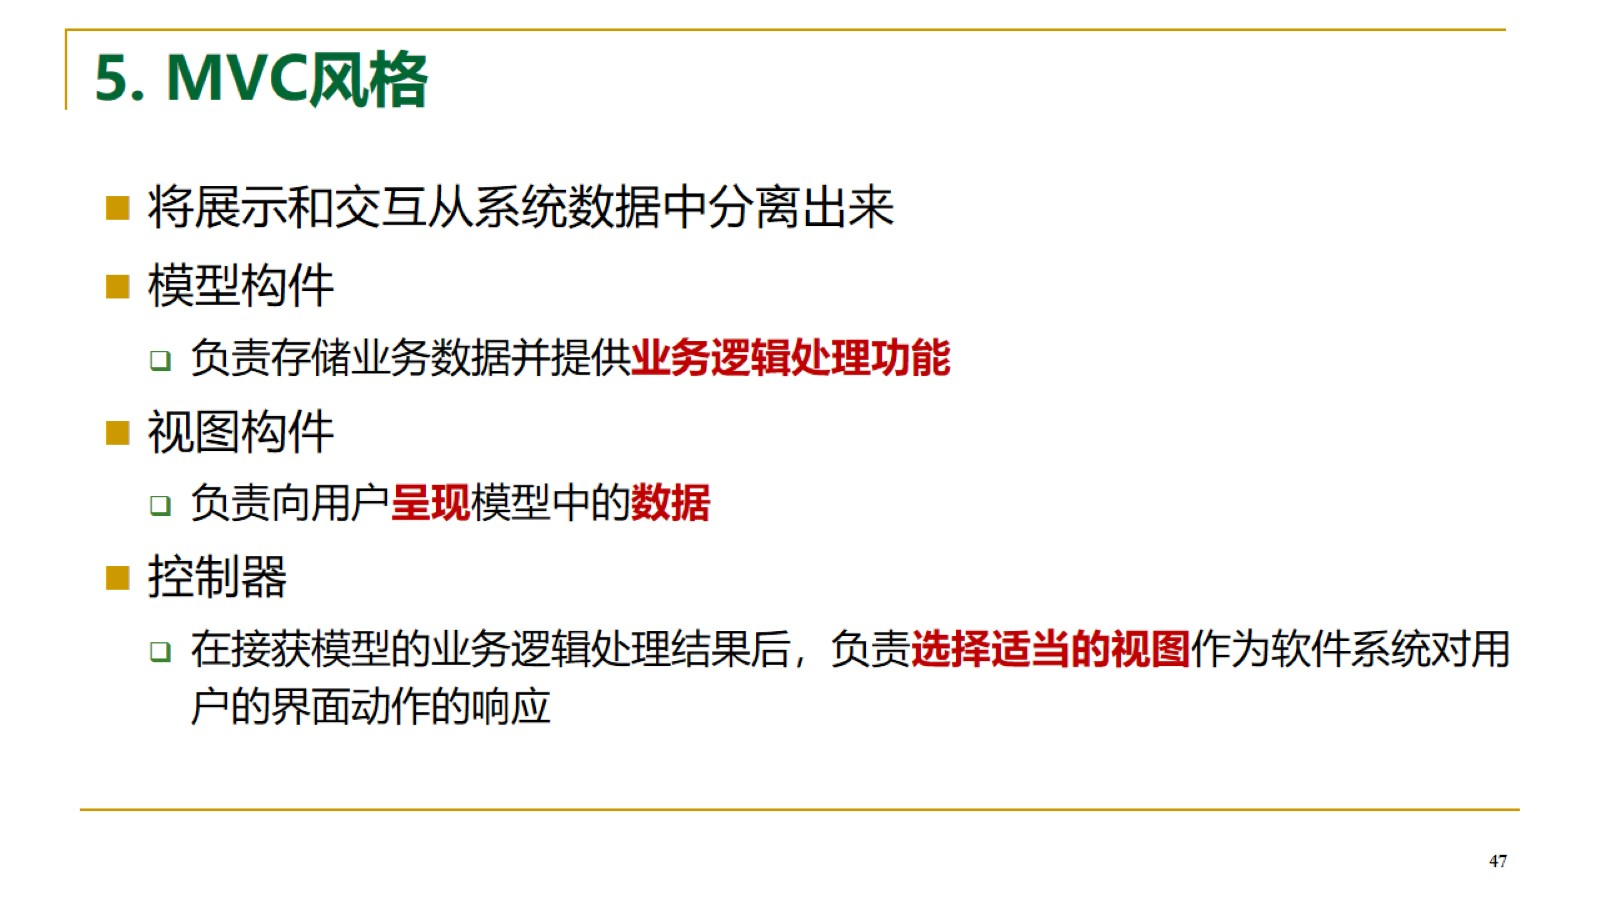 5. MVC风格
将展示和交互从系统数据中分离出来
模型构件
负责存储业务数据并提供业务逻辑处理功能
视图构件
负责向用户呈现模型中的数据
控制器
在接获模型的业务逻辑处理结果后，负责选择适当的视图作为软件系统对用
户的界面动作的响应
47